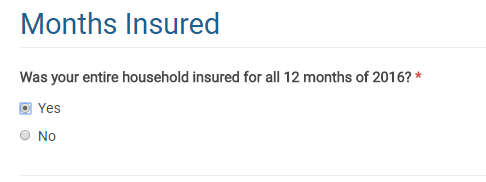 Months Insured
Was your entire household insured for all 12 months of 2016? *
Yes
No